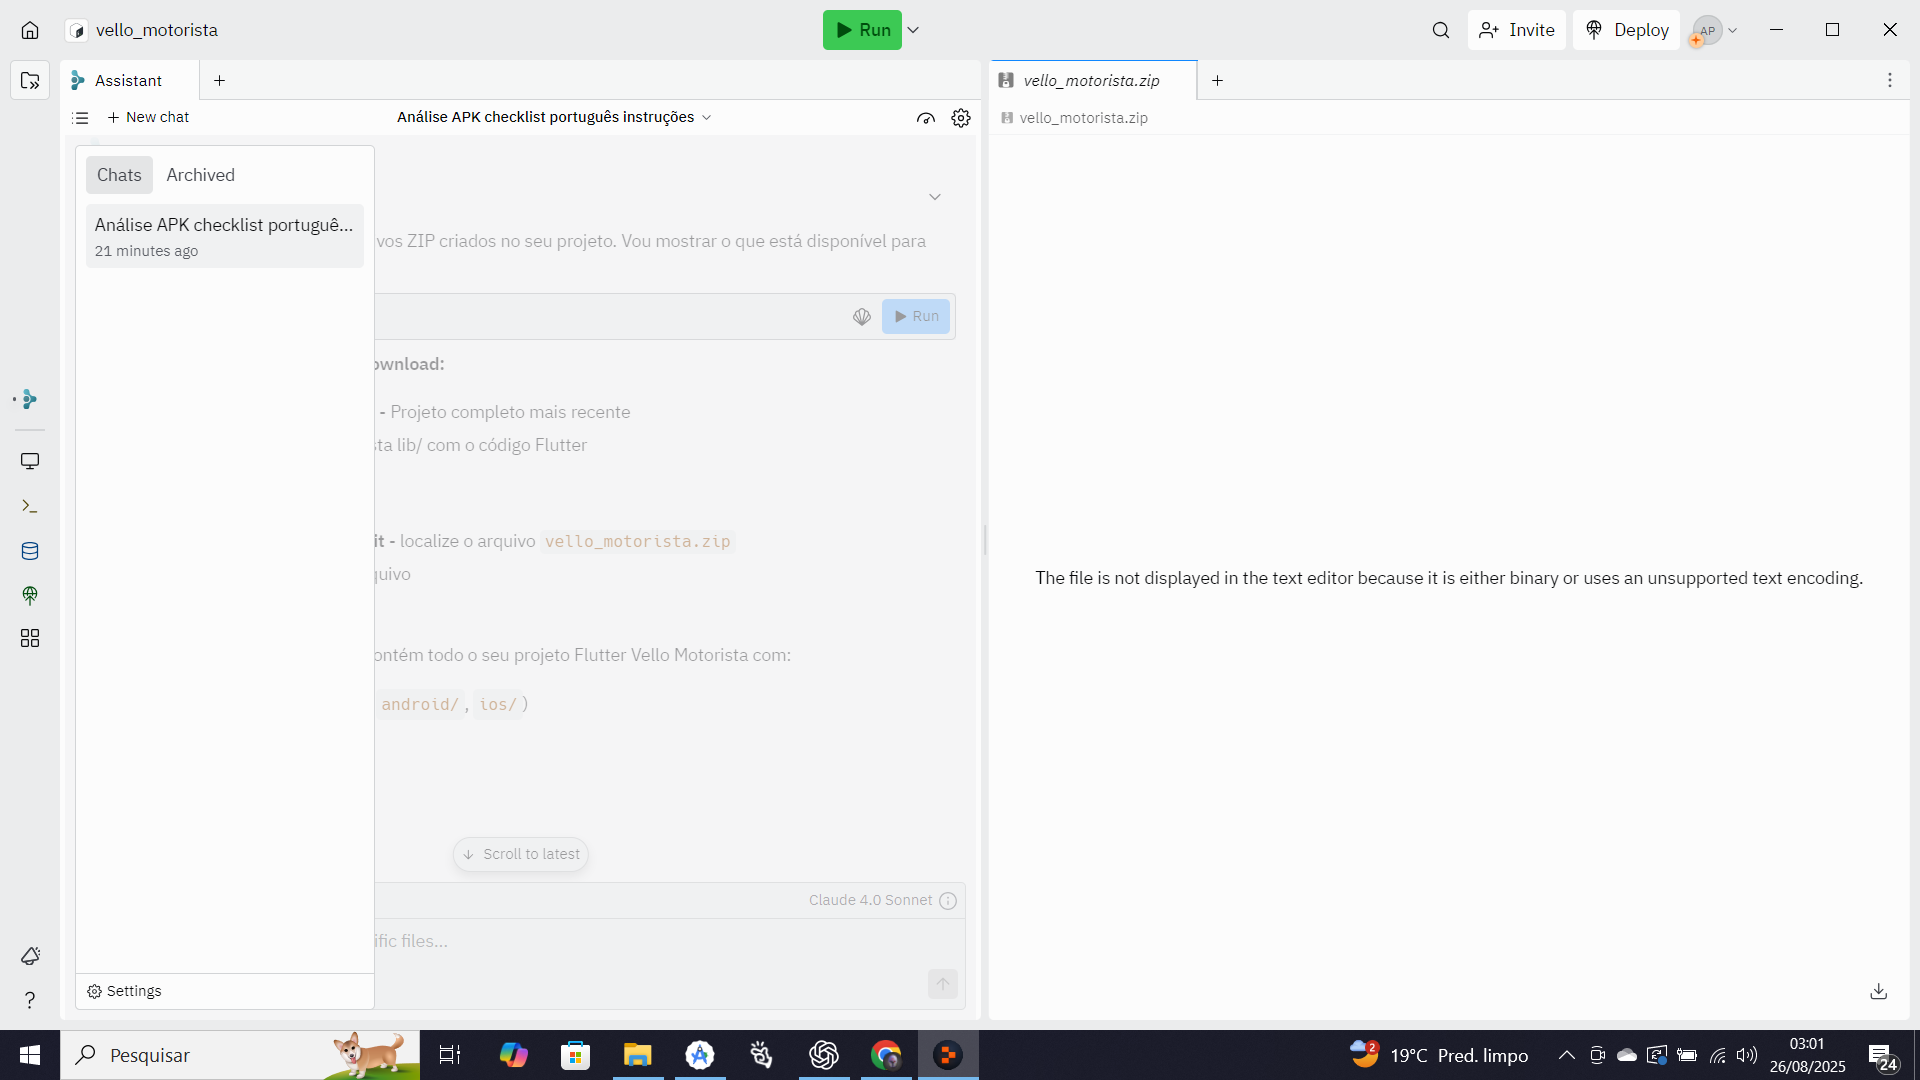 vello_motorista
Run
Invite
Deploy
AP
Assistant
vello_motorista.zip
New chat
Análise APK checklist português instruções
vello_motorista.zip
Chats
Archived
Análise APK checklist portuguê...
21 minutes ago
vos ZIP criados no seu projeto. Vou mostrar o que está disponível para
Run
ownload:
- Projeto completo mais recente
sta lib/ com o código Flutter
it - localize o arquivo vello_motorista.zip
quivo
The file is not displayed in the text editor because it is either binary or uses an unsupported text encoding.
ontém todo o seu projeto Flutter Vello Motorista com:
android/, ios/)
Scroll to latest
Claude 4.0 Sonnet
ific files...
Settings
Pesquisar
2
19°C Pred. limpo
03:01
26/08/2025
24